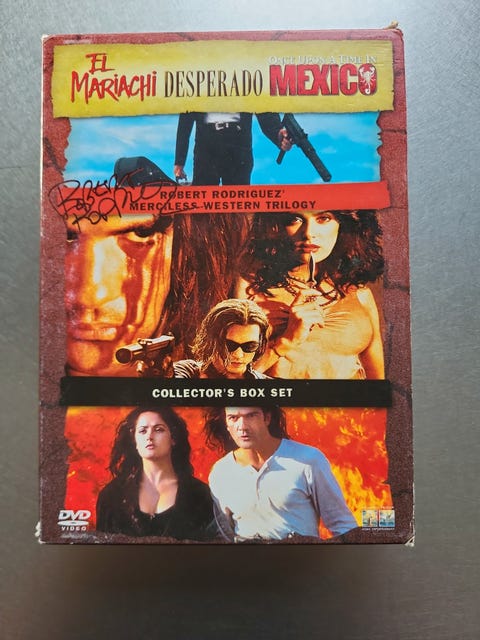 EL
MARIACHI DESPERADO
ONCE UPON A TIME IN
MEXICO
ROBERT RODRIGUEZ'
MERCILESS WESTERN TRILOGY
COLLECTOR'S BOX SET
DVD
VIDEO